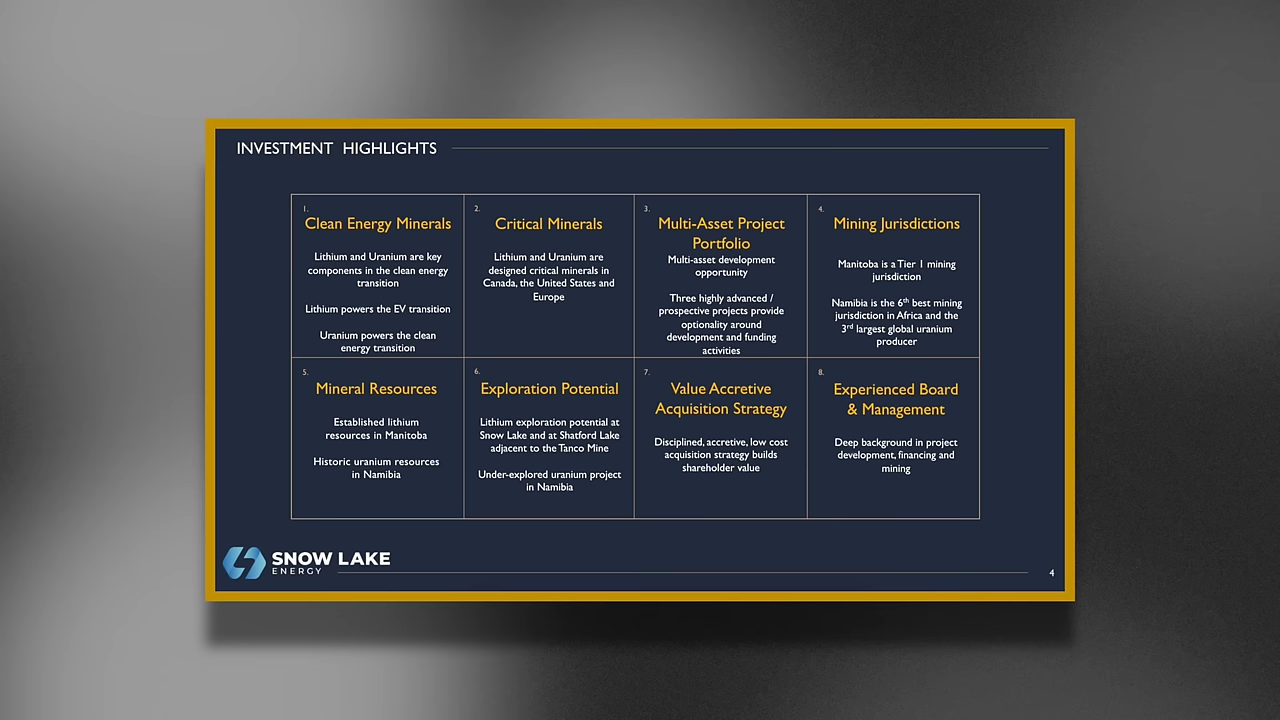 INVESTMENT HIGHLIGHTS
1.
Clean Energy Minerals
Lithium and Uranium are key
components in the clean energy
transition
Lithium powers the EV transition
Uranium powers the clean
energy transition
2.
Critical Minerals
Lithium and Uranium are
designed critical minerals in
Canada, the United States and
Europe
3.
Multi-Asset Project
Portfolio
Multi-asset development
opportunity
Three highly advanced /
prospective projects provide
optionality around
development and funding
activities
4.
Mining Jurisdictions
Manitoba is a Tier 1 mining
jurisdiction
Namibia is the 6th best mining
jurisdiction in Africa and the
3rd largest global uranium
producer
5.
Mineral Resources
Established lithium
resources in Manitoba
Historic uranium resources
in Namibia
6.
Exploration Potential
Lithium exploration potential at
Snow Lake and at Shatford Lake
adjacent to the Tanco Mine
Under-explored uranium project
in Namibia
7.
Value Accretive
Acquisition Strategy
Disciplined, accretive, low cost
acquisition strategy builds
shareholder value
8.
Experienced Board
& Management
Deep background in project
development, financing and
mining
SNOW LAKE
ENERGY
4